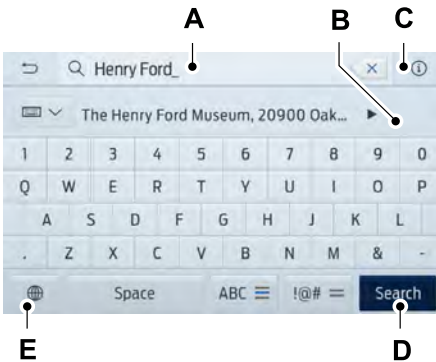 A
B
C
Henry Ford_
×
The Henry Ford Museum, 20900 Oak...
1 2 3 4 5 6 7 8 9 0
Q W E R T Y U I O P
A S D F G H J K L
. Z X C V B N M & -
Space ABC !@# Search
E
D